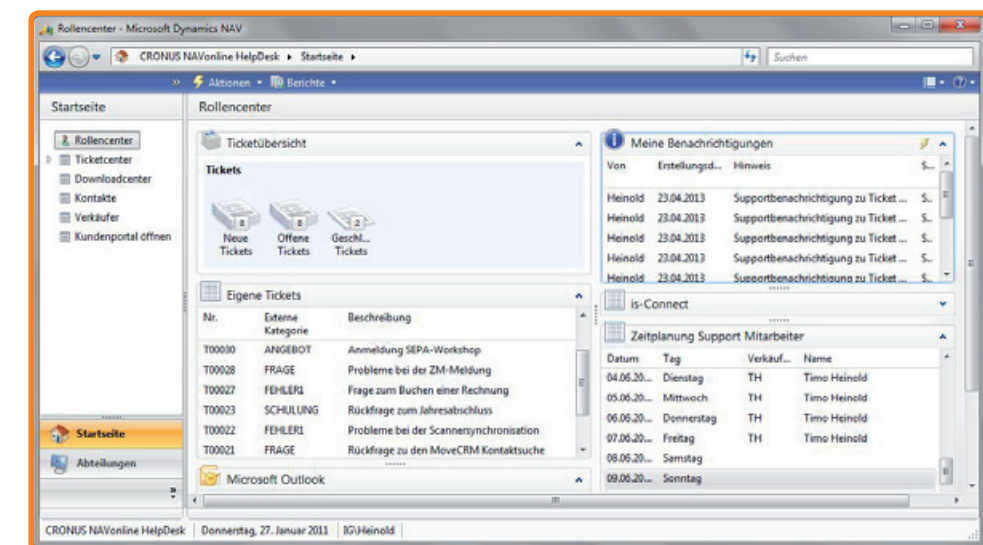 Rollencenter - Microsoft Dynamics NAV
CRONUS NAVonline HelpDesk ▸ Startseite ▸
Suchen
Aktionen
Berichte
Startseite
Rollencenter
Ticketcenter
Downloadcenter
Kontakte
Verkäufer
Kundenportal öffnen
Startseite
Abteilungen
Rollencenter
Ticketübersicht
Tickets
Neue Tickets
Offene Tickets
2
Geschl... Tickets
Eigene Tickets
Nr. Externe Kategorie Beschreibung
T00030 ANGEBOT Anmeldung SEPA-Workshop
T00028 FRAGE Probleme bei der ZM-Meldung
T00027 FEHLER1 Frage zum Buchen einer Rechnung
T00023 SCHULUNG Rückfrage zum Jahresabschluss
T00022 FEHLER1 Probleme bei der Scannersynchronisation
T00021 FRAGE Rückfrage zu den MoveCRM Kontaktsuche
Microsoft Outlook
Meine Benachrichtigungen
Von Erstellungsd... Hinweis S...
Heinold 23.04.2013 Supportbenachrichtigung zu Ticket ... S..
Heinold 23.04.2013 Supportbenachrichtigung zu Ticket ... S..
Heinold 23.04.2013 Supportbenachrichtigung zu Ticket ... S..
Heinold 23.04.2013 Supportbenachrichtigung zu Ticket ... S..
Heinold 23.04.2013 Supportbenachrichtigung zu Ticket ... S..
is-Connect
Zeitplanung Support Mitarbeiter
Datum Tag Verkäuf... Name
04.06.20... Dienstag TH Timo Heinold
05.06.20... Mittwoch TH Timo Heinold
06.06.20... Donnerstag TH Timo Heinold
07.06.20... Freitag TH Timo Heinold
08.06.20... Samstag
09.06.20... Sonntag
CRONUS NAVonline HelpDesk Donnerstag, 27. Januar 2011 IG\Heinold